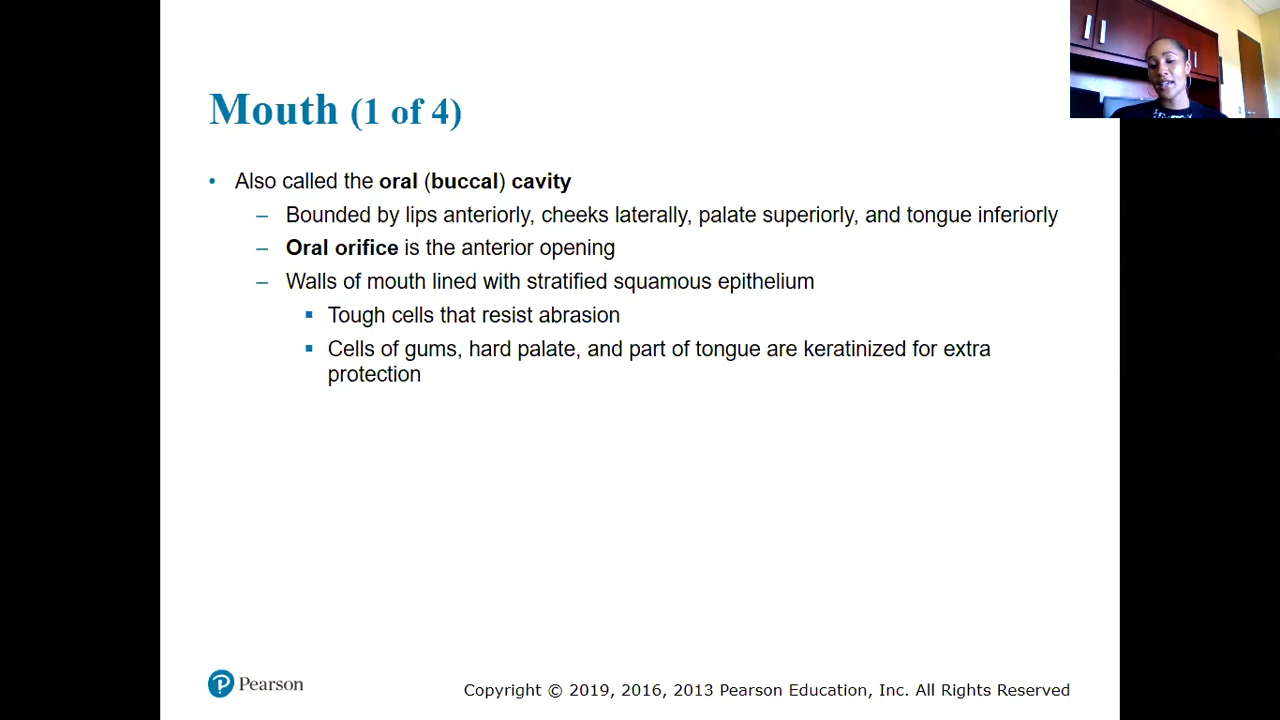 Mouth (1 of 4)
• Also called the oral (buccal) cavity
– Bounded by lips anteriorly, cheeks laterally, palate superiorly, and tongue inferiorly
– Oral orifice is the anterior opening
– Walls of mouth lined with stratified squamous epithelium
▪ Tough cells that resist abrasion
▪ Cells of gums, hard palate, and part of tongue are keratinized for extra
protection
Pearson
Copyright © 2019, 2016, 2013 Pearson Education, Inc. All Rights Reserved